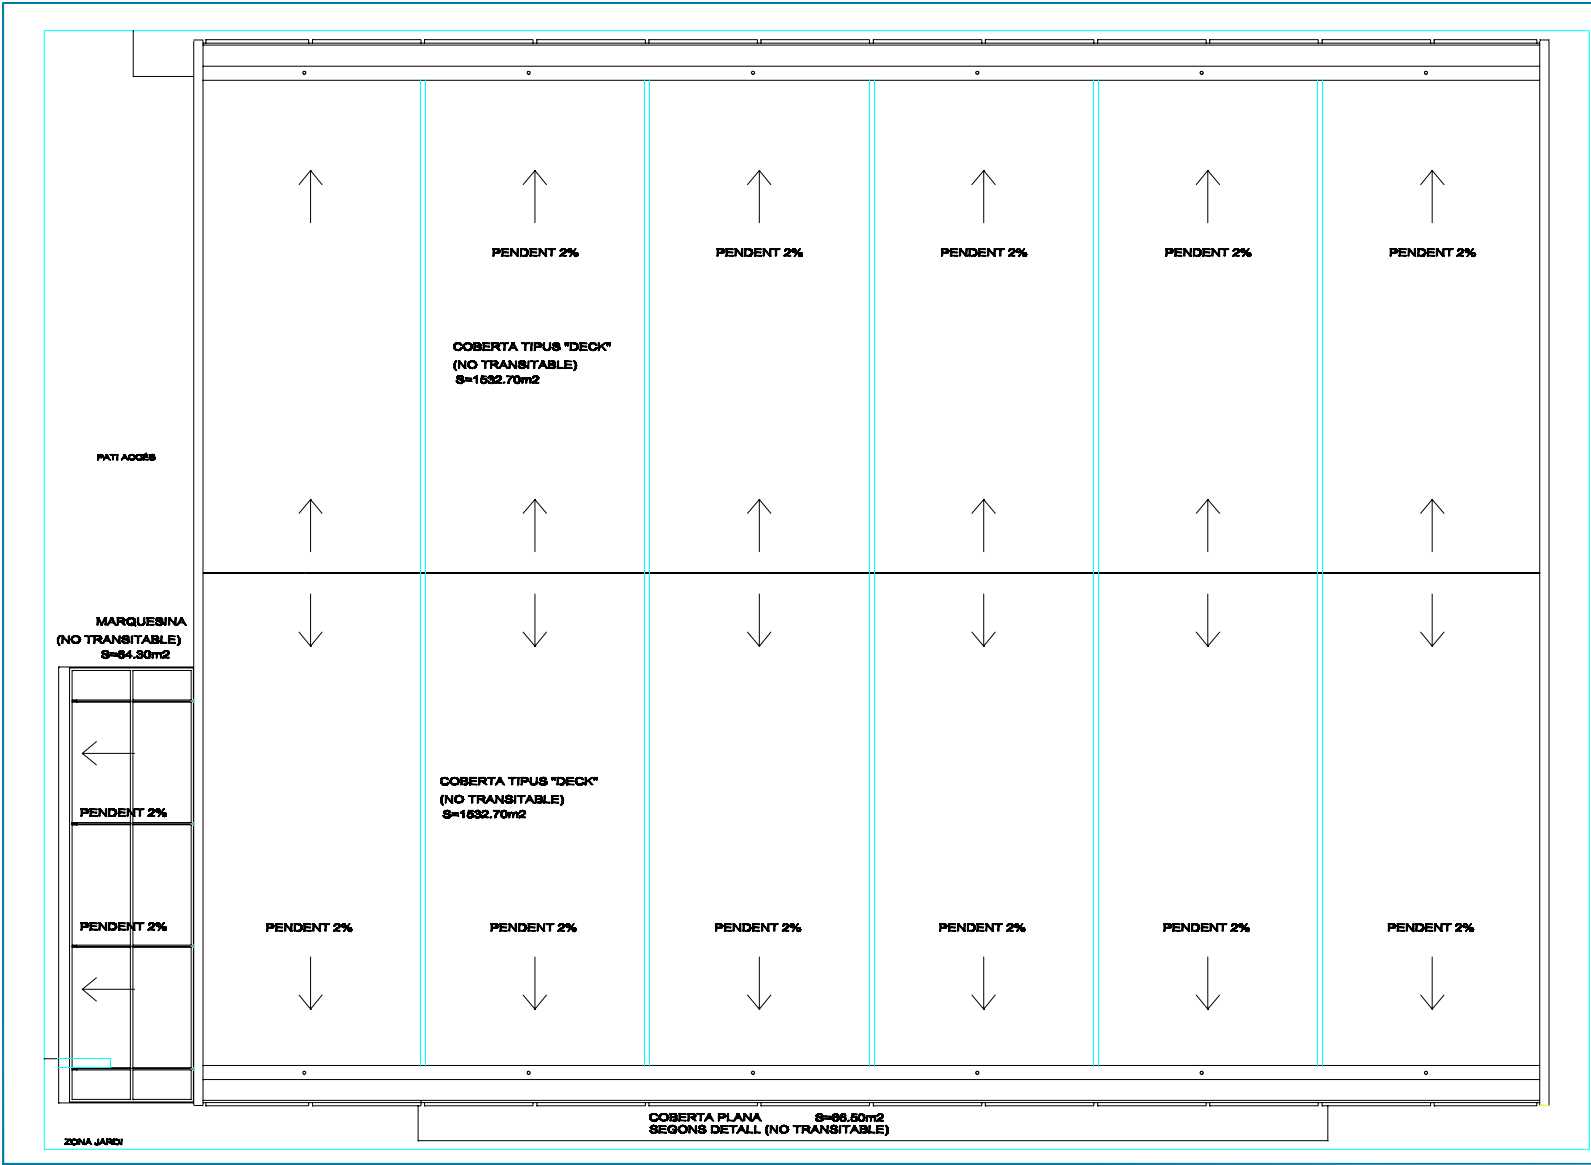 PENDENT 2%
PENDENT 2%
PENDENT 2%
PENDENT 2%
PENDENT 2%
COBERTA TIPUS "DECK"
(NO TRANSITABLE)
S=1532.70m2
PATI ACCÉS
MARQUESINA
(NO TRANSITABLE)
S=64.30m2
COBERTA TIPUS "DECK"
(NO TRANSITABLE)
S=1532.70m2
PENDENT 2%
PENDENT 2%
PENDENT 2%
PENDENT 2%
PENDENT 2%
PENDENT 2%
PENDENT 2%
PENDENT 2%
COBERTA PLANA S=66.50m2
SEGONS DETALL (NO TRANSITABLE)
ZONA JARDI